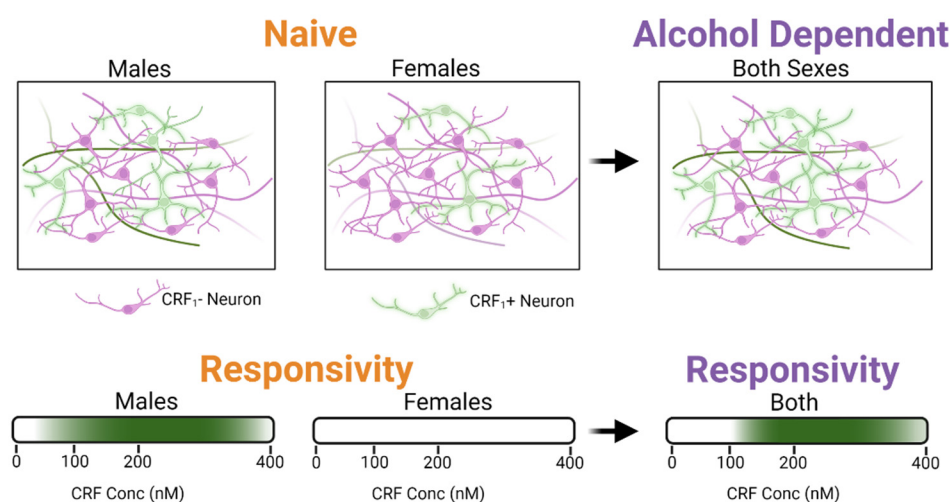 Naive
Alcohol Dependent
Males
Females
Both Sexes
CRF₁- Neuron
CRF₁+ Neuron
Responsivity
Responsivity
Males
Females
Both
0 100 200 400
0 100 200 400
0 100 200 400
CRF Conc (nM)
CRF Conc (nM)
CRF Conc (nM)